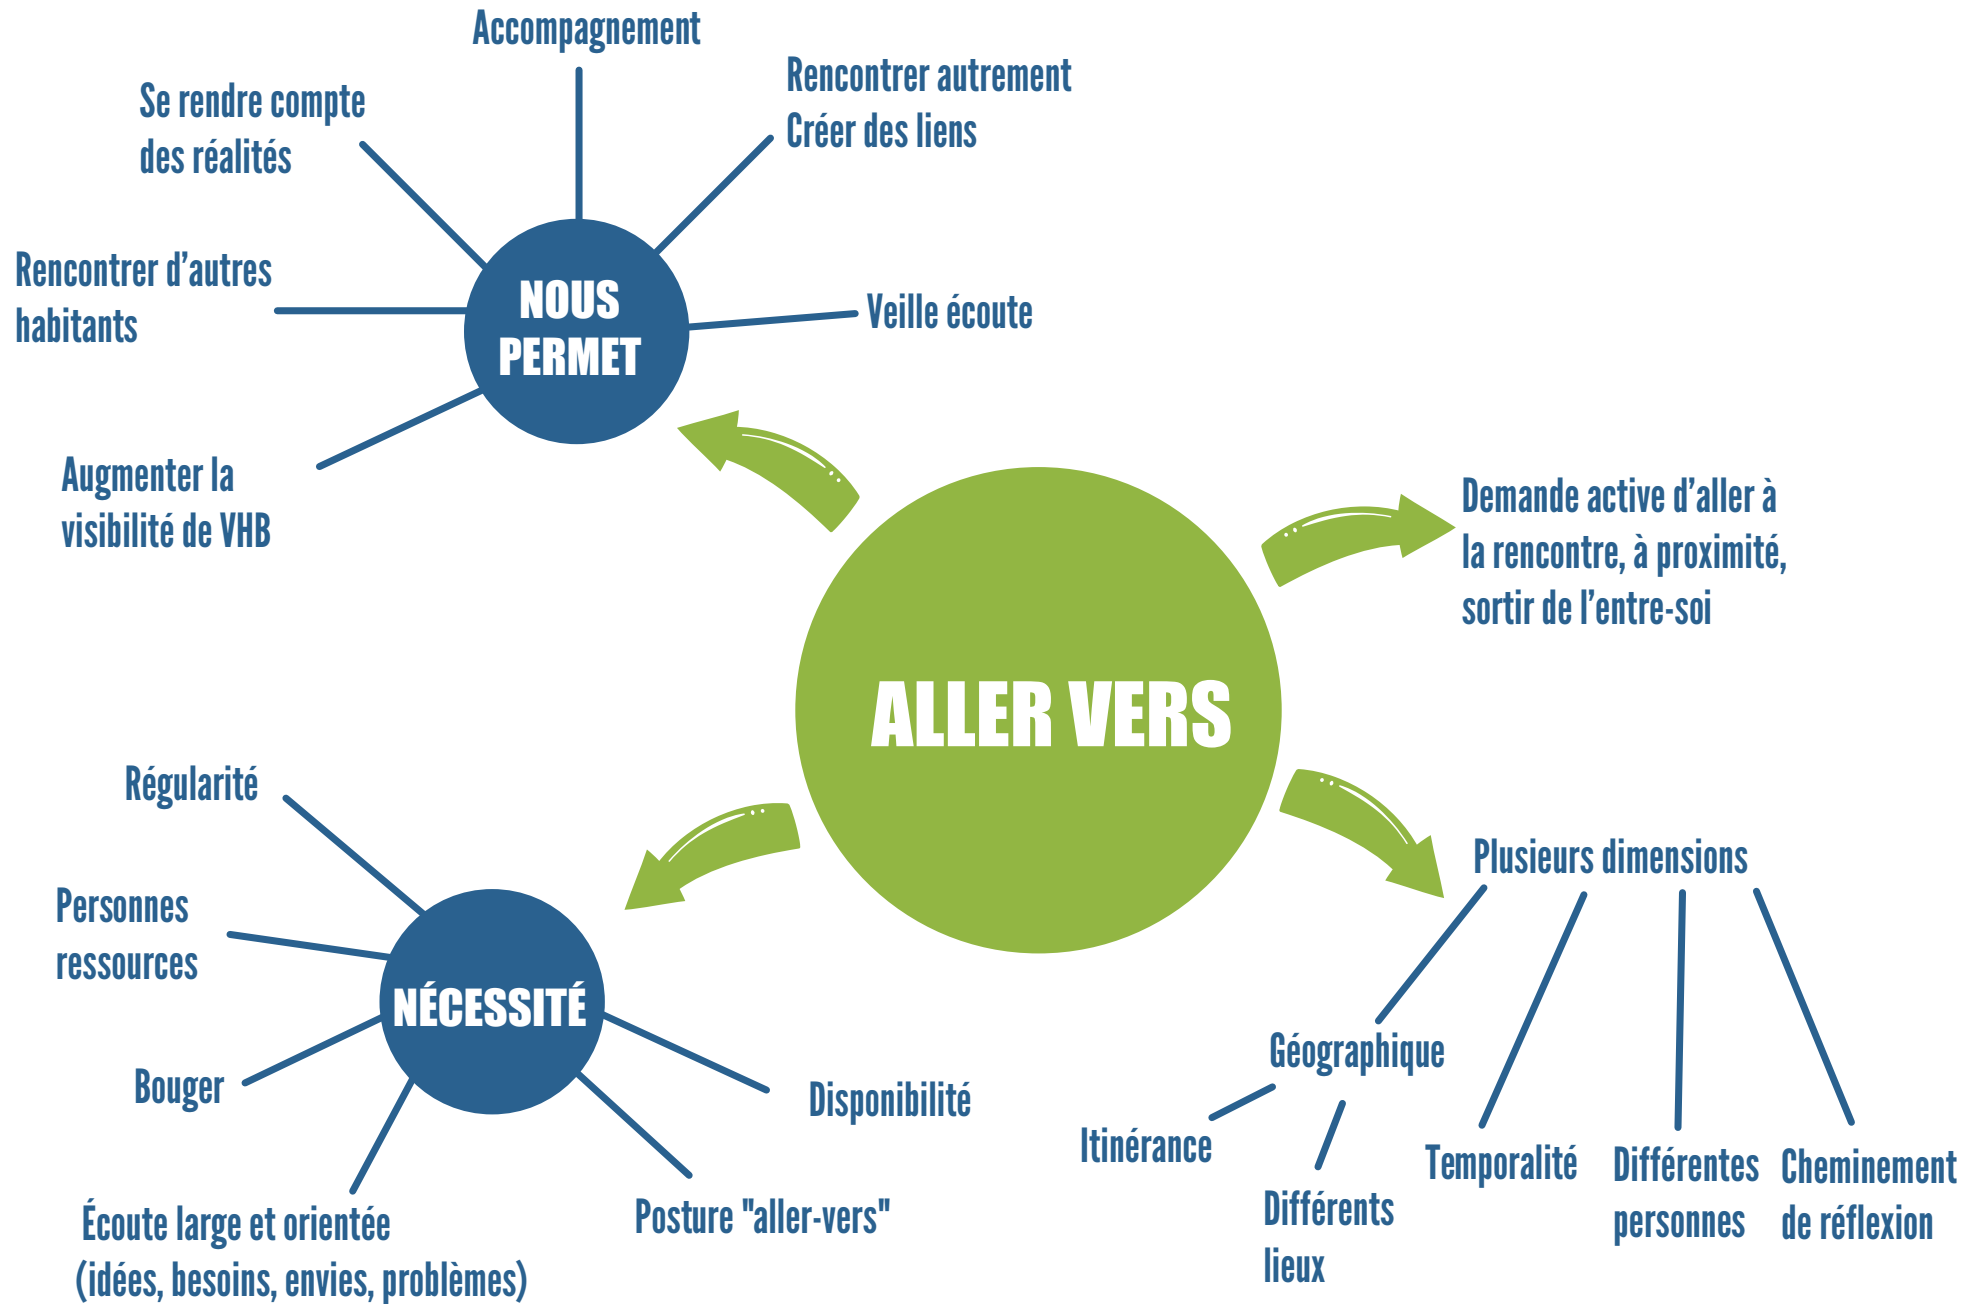 Accompagnement
Rencontrer autrement
Créer des liens
Se rendre compte
des réalités
Rencontrer d'autres
habitants
NOUS
PERMET
Veille écoute
Augmenter la
visibilité de VHB
Demande active d'aller à
la rencontre, à proximité,
sortir de l'entre-soi
ALLER VERS
Régularité
Personnes
ressources
NÉCESSITÉ
Bouger
Disponibilité
Écoute large et orientée
(idées, besoins, envies, problèmes)
Posture "aller-vers"
Plusieurs dimensions
Géographique
Itinérance
Différents
lieux
Temporalité
Différentes
personnes
Cheminement
de réflexion